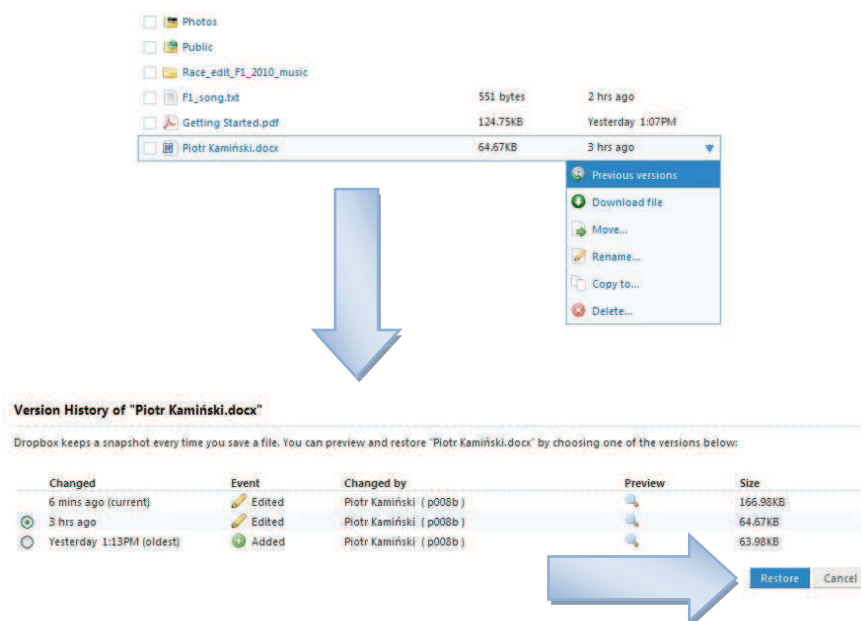 Photos
Public
Race_edit_F1_2010_music
F1_song.txt 551 bytes 2 hrs ago
Getting Started.pdf 124.75KB Yesterday 1:07PM
Piotr Kamiński.docx 64.67KB 3 hrs ago
Previous versions
Download file
Move...
Rename...
Copy to...
Delete...
Version History of "Piotr Kamiński.docx"
Dropbox keeps a snapshot every time you save a file. You can preview and restore "Piotr Kamiński.docx" by choosing one of the versions below:
Changed Event Changed by Preview Size
6 mins ago (current) Edited Piotr Kamiński ( p008b ) 166.98KB
3 hrs ago Edited Piotr Kamiński ( p008b ) 64.67KB
Yesterday 1:13PM (oldest) Added Piotr Kamiński ( p008b ) 63.98KB
Restore Cancel